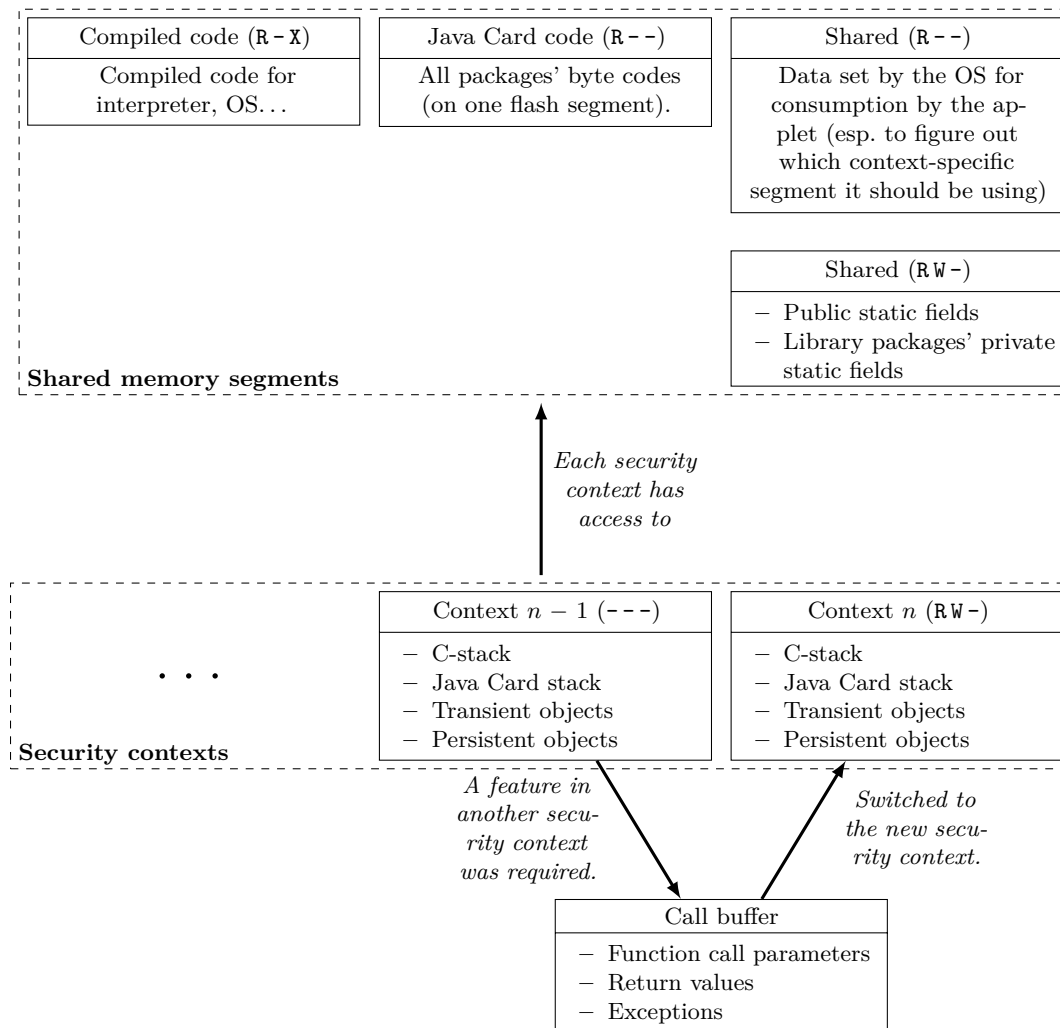 Compiled code (R-X)
Compiled code for
interpreter, OS...
Java Card code (R--)
All packages' byte codes
(on one flash segment).
Shared (R--)
Data set by the OS for
consumption by the ap-
plet (esp. to figure out
which context-specific
segment it should be using)
Shared (RW-)
– Public static fields
– Library packages' private
static fields
Shared memory segments
Each security
context has
access to
Context n − 1 (---)
– C-stack
– Java Card stack
– Transient objects
– Persistent objects
Context n (RW-)
– C-stack
– Java Card stack
– Transient objects
– Persistent objects
. . .
Security contexts
A feature in
another secu-
rity context
was required.
Switched to
the new secu-
rity context.
Call buffer
– Function call parameters
– Return values
– Exceptions